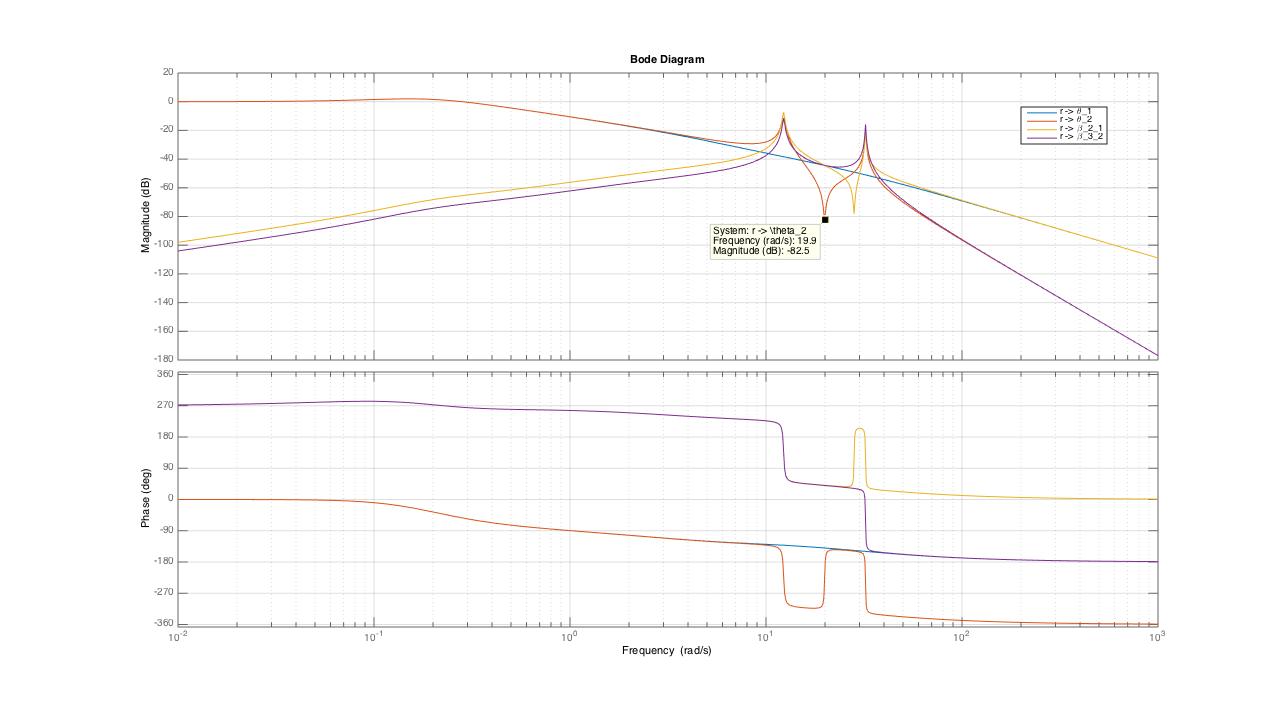 Bode Diagram
20
0
-20
-40
-60
-80
-100
-120
-140
-160
-180
Magnitude (dB)
r -> θ_1
r -> θ_2
r -> β_2_1
r -> β_3_2
System: r -> \theta_2
Frequency (rad/s): 19.9
Magnitude (dB): -82.5
360
270
180
90
0
-90
-180
-270
-360
Phase (deg)
10^-2 10^-1 10^0 10^1 10^2 10^3
Frequency (rad/s)